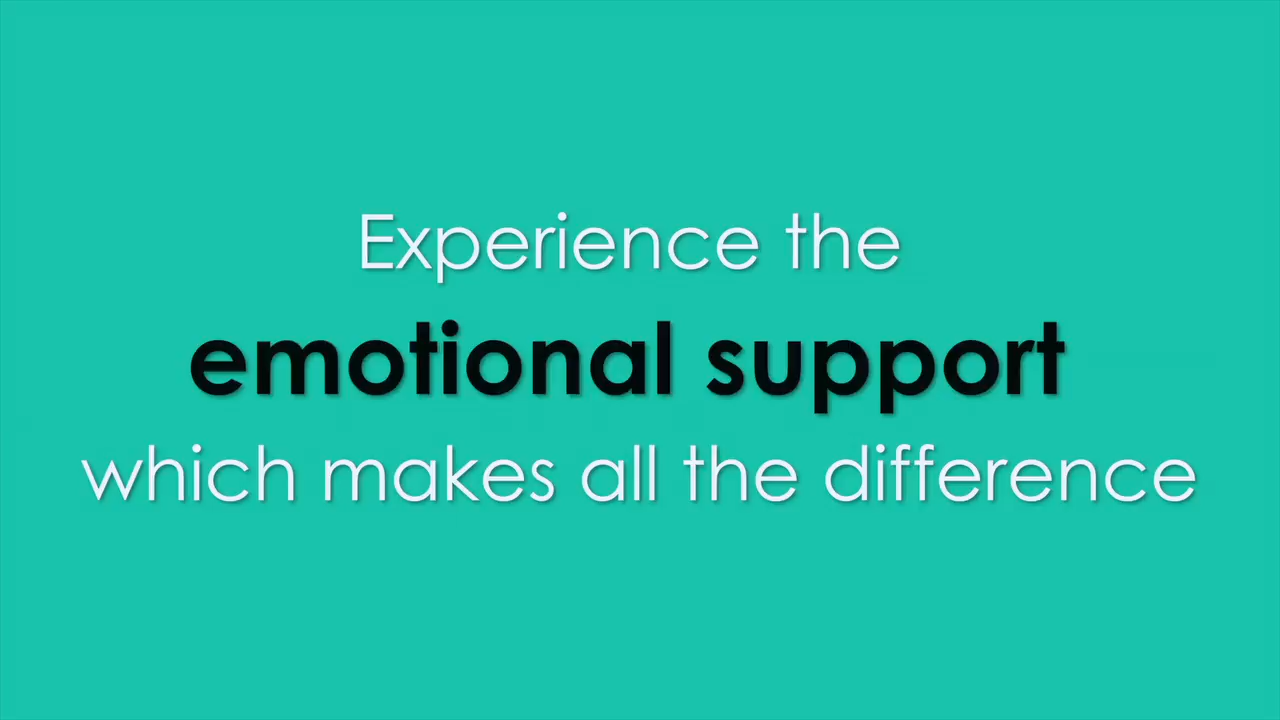 Experience the
emotional support
which makes all the difference